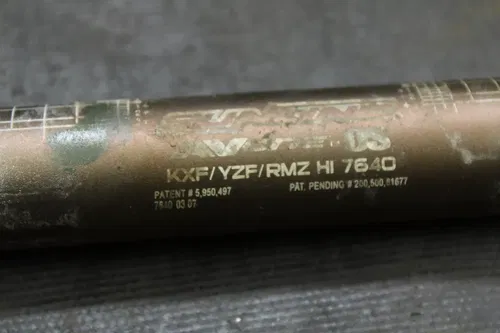 KXF/YZF/RMZ HI 7640
PATENT # 5,950,497
PAT. PENDING # 200,500,81677
7640 03 07